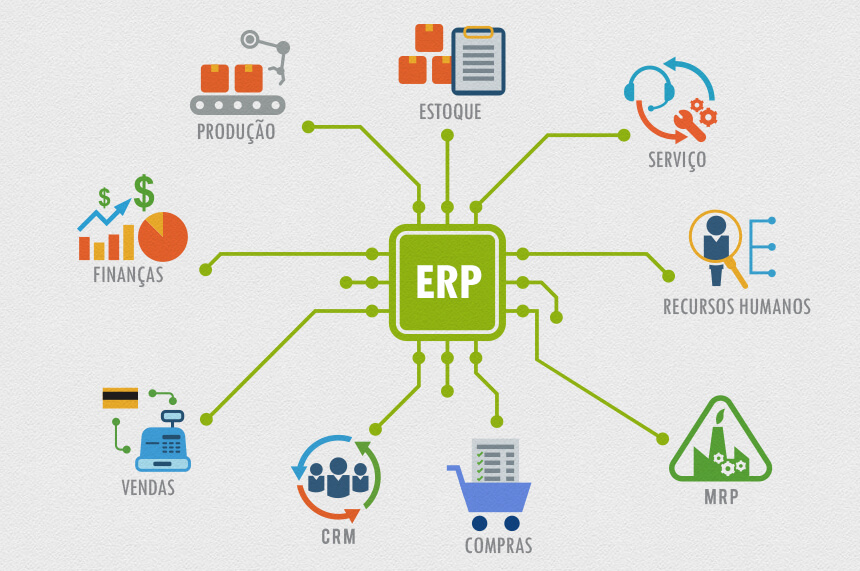 ESTOQUE
PRODUÇÃO
SERVIÇO
$ $
FINANÇAS
ERP
RECURSOS HUMANOS
VENDAS
MRP
CRM
COMPRAS